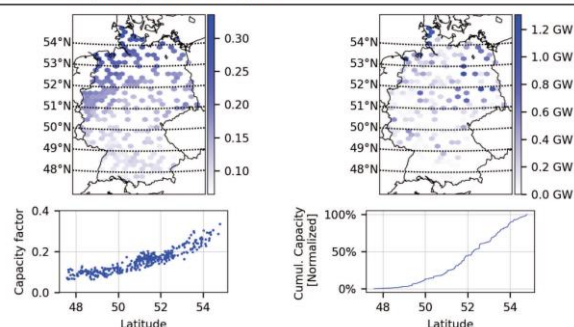 54°N
53°N
52°N
51°N
50°N
49°N
48°N
0.30
0.25
0.20
0.15
0.10
54°N
53°N
52°N
51°N
50°N
49°N
48°N
1.2 GW
1.0 GW
0.8 GW
0.6 GW
0.4 GW
0.2 GW
0.0 GW
Capacity factor
0.4
0.2
0.0
48 50 52 54
Latitude
Cumul. Capacity
[Normalized]
100%
50%
0%
48 50 52 54
Latitude